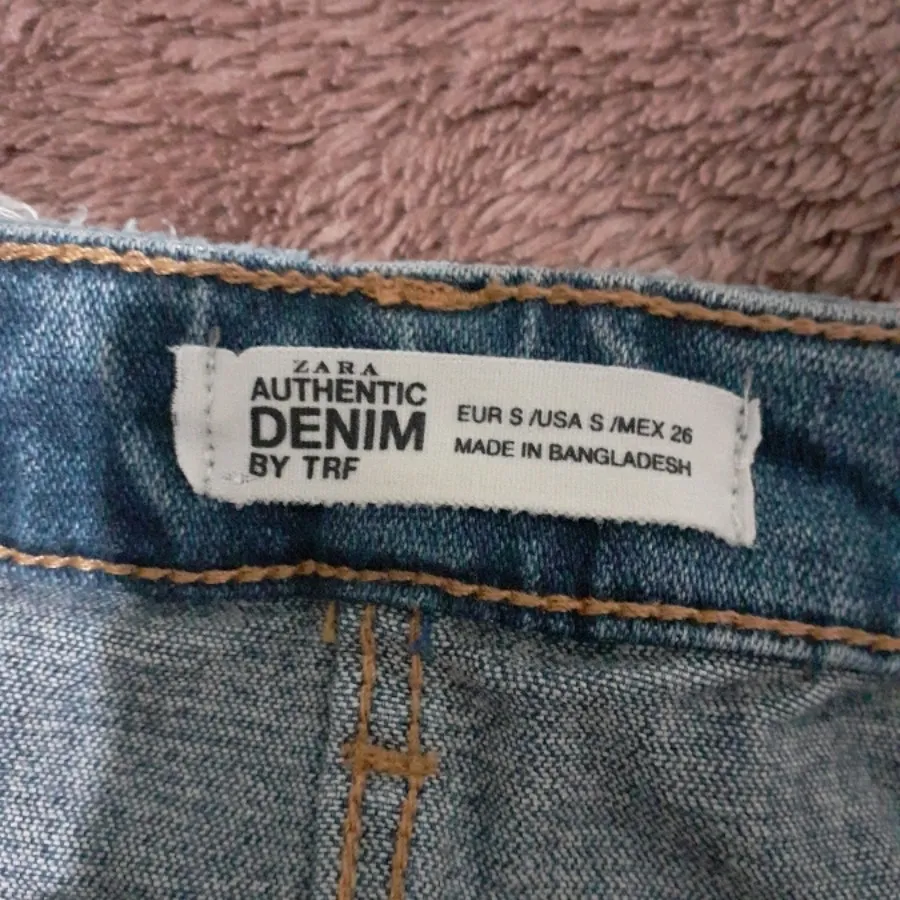 ZARA
AUTHENTIC
DENIM
BY TRF
EUR S /USA S /MEX 26
MADE IN BANGLADESH